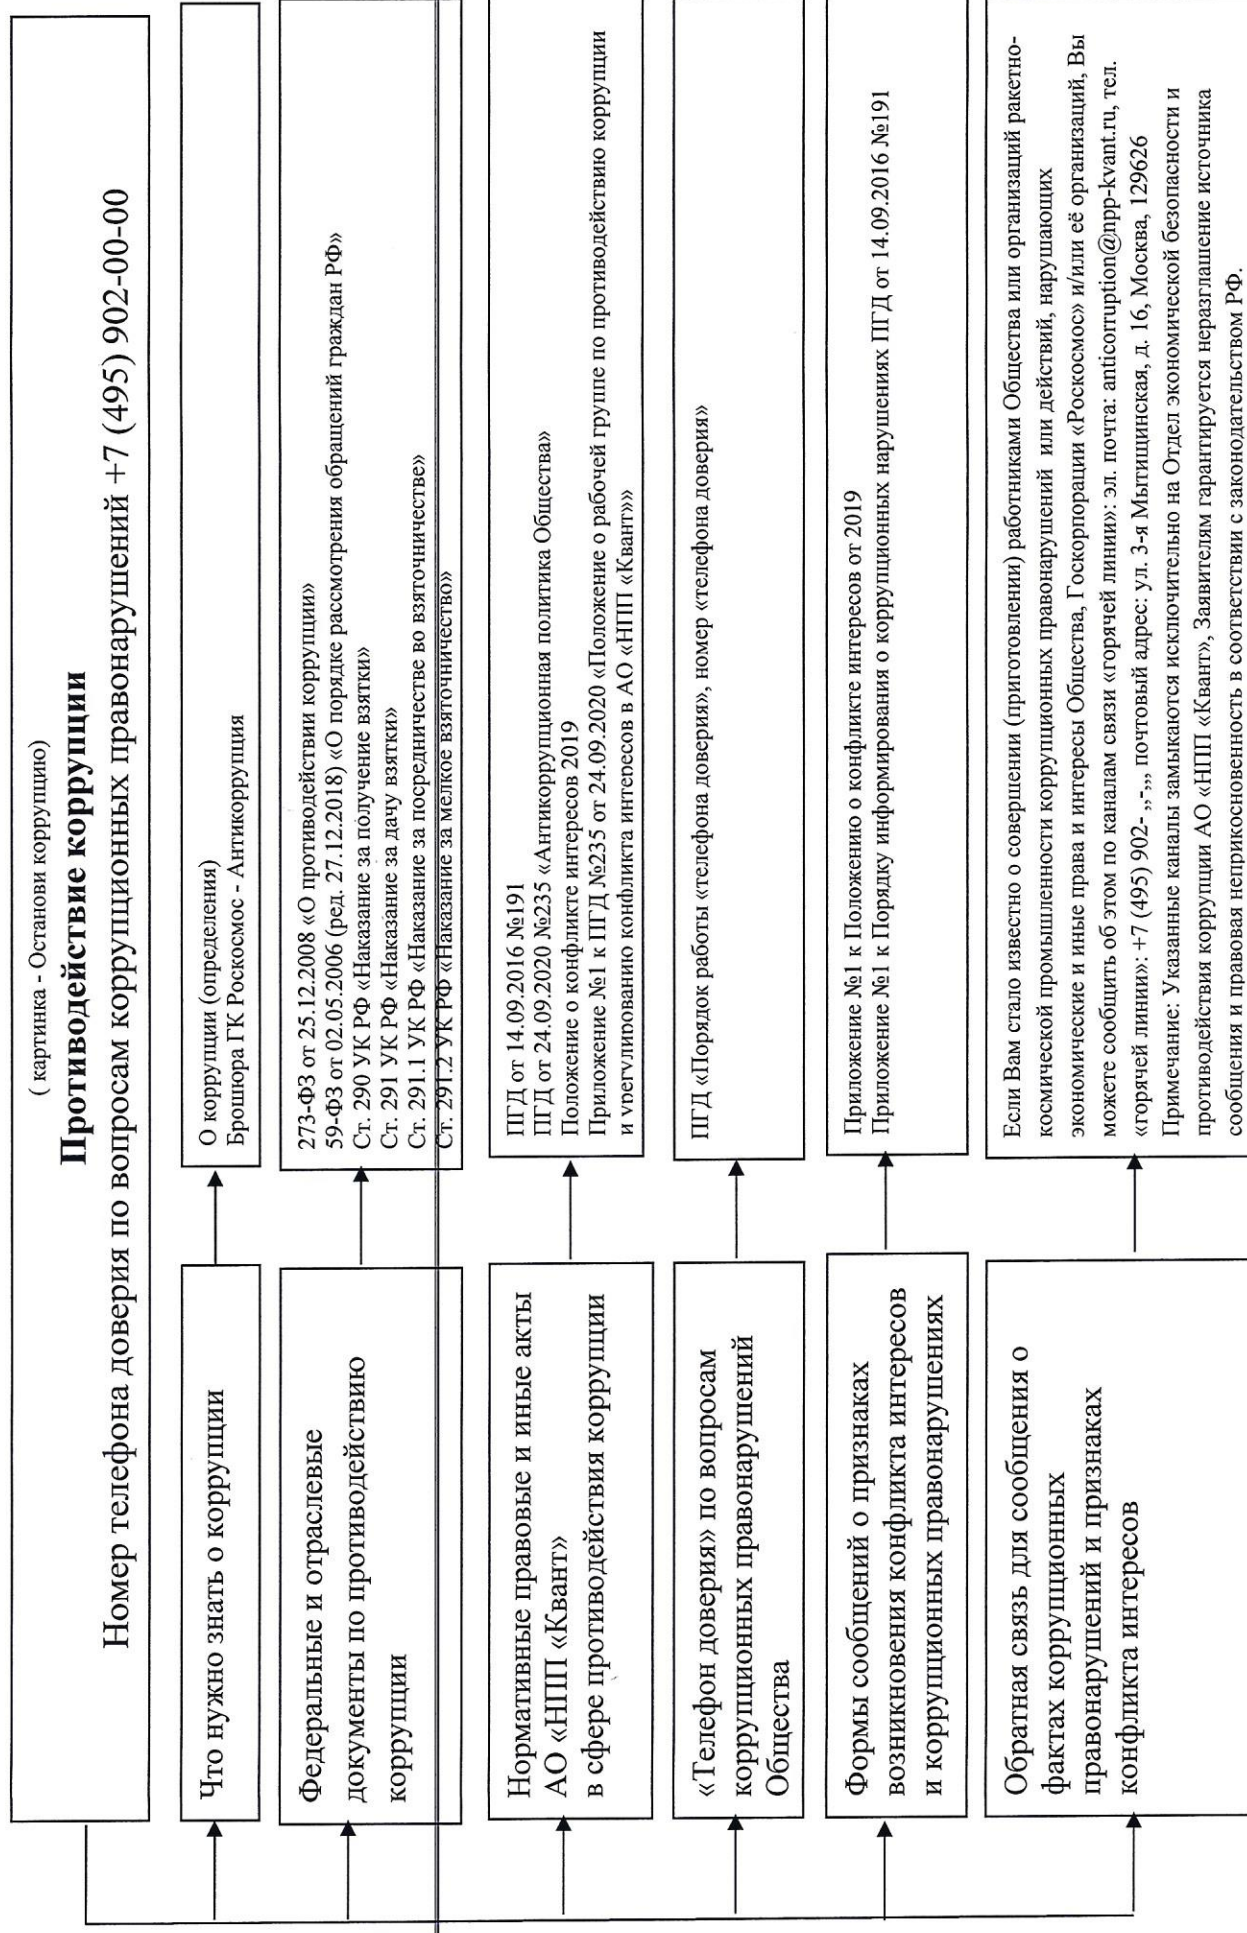 ( картинка - Останови коррупцию)
Противодействие коррупции
Номер телефона доверия по вопросам коррупционных правонарушений +7 (495) 902-00-00
Что нужно знать о коррупции
О коррупции (определения)
Брошюра ГК Роскосмос - Антикоррупция
Федеральные и отраслевые
документы по противодействию
коррупции
273-ФЗ от 25.12.2008 «О противодействии коррупции»
59-ФЗ от 02.05.2006 (ред. 27.12.2018) «О порядке рассмотрения обращений граждан РФ»
Ст. 290 УК РФ «Наказание за получение взятки»
Ст. 291 УК РФ «Наказание за дачу взятки»
Ст. 291.1 УК РФ «Наказание за посредничестве во взяточничестве»
Ст. 291.2 УК РФ «Наказание за мелкое взяточничество»
Нормативные правовые и иные акты
АО «НПП «Квант»
в сфере противодействия коррупции
ПГД от 14.09.2016 №191
ПГД от 24.09.2020 №235 «Антикоррупционная политика Общества»
Положение о конфликте интересов 2019
Приложение №1 к ПГД №235 от 24.09.2020 «Положение о рабочей группе по противодействию коррупции
и урегулированию конфликта интересов в АО «НПП «Квант»»
«Телефон доверия» по вопросам
коррупционных правонарушений
Общества
ПГД «Порядок работы «телефона доверия», номер «телефона доверия»
Формы сообщений о признаках
возникновения конфликта интересов
и коррупционных правонарушениях
Приложение №1 к Положению о конфликте интересов от 2019
Приложение №1 к Порядку информирования о коррупционных нарушениях ПГД от 14.09.2016 №191
Обратная связь для сообщения о
фактах коррупционных
правонарушений и признаках
конфликта интересов
Если Вам стало известно о совершении (приготовлении) работниками Общества или организаций ракетно-
космической промышленности коррупционных правонарушений или действий, нарушающих
экономические и иные права и интересы Общества, Госкорпорации «Роскосмос» и/или её организаций, Вы
можете сообщить об этом по каналам связи «горячей линии»: эл. почта: anticorruption@npp-kvant.ru, тел.
«горячей линии»: +7 (495) 902- „-„, почтовый адрес: ул. 3-я Мытищинская, д. 16, Москва, 129626
Примечание: Указанные каналы замыкаются исключительно на Отдел экономической безопасности и
противодействия коррупции АО «НПП «Квант», Заявителям гарантируется неразглашение источника
сообщения и правовая неприкосновенность в соответствии с законодательством РФ.